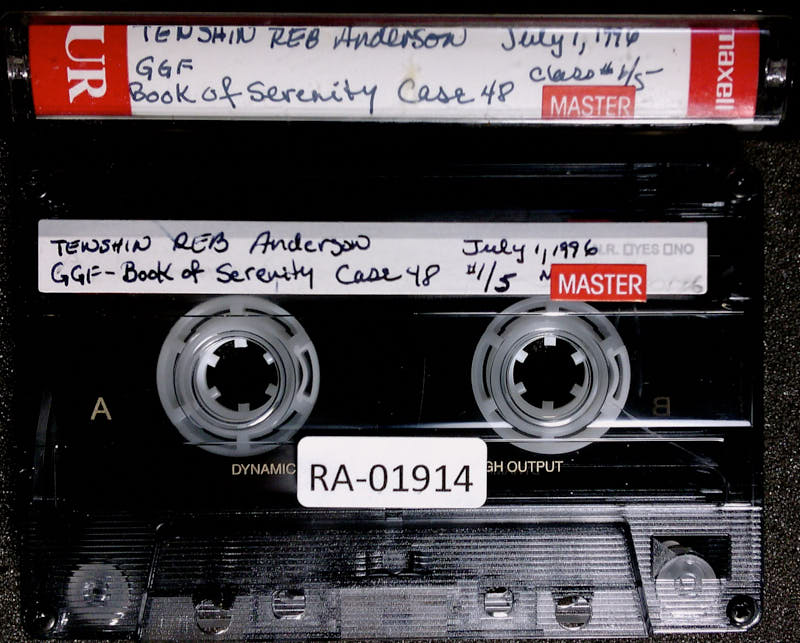 UR
TENSHIN REB Anderson July 1, 1996
GGF class #1/5
Book of Serenity Case 48
MASTER
maxell
TENSHIN REB Anderson July 1, 1996 N.R. YES NO
GGF - Book of Serenity Case 48 #1/5
MASTER
A
B
DYNAMIC
GH OUTPUT
RA-01914